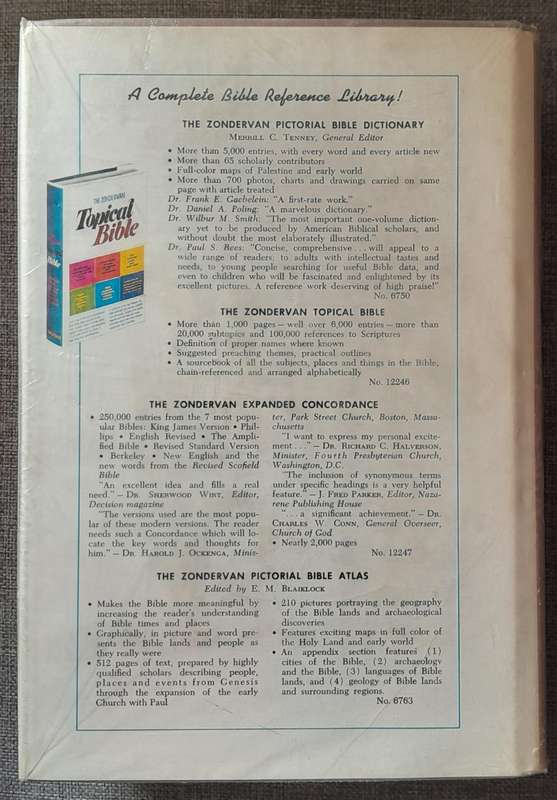 A Complete Bible Reference Library!
THE ZONDERVAN PICTORIAL BIBLE DICTIONARY
MERRILL C. TENNEY, General Editor
• More than 5,000 entries, with every word and every article new
• More than 65 scholarly contributors
• Full-color maps of Palestine and early world
• More than 700 photos, charts and drawings carried on same
page with article treated
Dr. Frank E. Gaebelein: "A first-rate work."
Dr. Daniel A. Poling: "A marvelous dictionary."
Dr. Wilbur M. Smith: "The most important one-volume diction-
ary yet to be produced by American Biblical scholars, and
without doubt the most elaborately illustrated."
Dr. Paul S. Rees: "Concise, comprehensive . . . will appeal to a
wide range of readers; to adults with intellectual tastes and
needs, to young people searching for useful Bible data, and
even to children who will be fascinated and enlightened by its
excellent pictures. A reference work deserving of high praise!"
No. 6750
THE ZONDERVAN
Topical
Bible
THE ZONDERVAN TOPICAL BIBLE
• More than 1,000 pages — well over 6,000 entries — more than
20,000 subtopics and 100,000 references to Scriptures
• Definition of proper names where known
• Suggested preaching themes, practical outlines
• A sourcebook of all the subjects, places and things in the Bible,
chain-referenced and arranged alphabetically
No. 12246
THE ZONDERVAN EXPANDED CONCORDANCE
• 250,000 entries from the 7 most popu-
lar Bibles: King James Version • Phil-
lips • English Revised • The Ampli-
fied Bible • Revised Standard Version
• Berkeley • New English and the
new words from the Revised Scofield
Bible
"An excellent idea and fills a real
need." — DR. SHERWOOD WIRT, Editor,
Decision magazine
"The versions used are the most popu-
lar of these modern versions. The reader
needs such a Concordance which will lo-
cate the key words and thoughts for
him." — DR. HAROLD J. OCKENGA, Minis-
ter, Park Street Church, Boston, Massa-
chusetts
"I want to express my personal excite-
ment . . ." — DR. RICHARD C. HALVERSON,
Minister, Fourth Presbyterian Church,
Washington, D.C.
"The inclusion of synonymous terms
under specific headings is a very helpful
feature." — J. FRED PARKER, Editor, Naza-
rene Publishing House
". . . a significant achievement." — DR.
CHARLES W. CONN, General Overseer,
Church of God
• Nearly 2,000 pages
No. 12247
THE ZONDERVAN PICTORIAL BIBLE ATLAS
Edited by E. M. BLAIKLOCK
• Makes the Bible more meaningful by
increasing the reader's understanding
of Bible times and places
• Graphically, in picture and word pre-
sents the Bible lands and people as
they really were
• 512 pages of text, prepared by highly
qualified scholars describing people,
places and events from Genesis
through the expansion of the early
Church with Paul
• 210 pictures portraying the geography
of the Bible lands and archaeological
discoveries
• Features exciting maps in full color of
the Holy Land and early world
• An appendix section features (1)
cities of the Bible, (2) archaeology
and the Bible, (3) languages of Bible
lands, and (4) geology of Bible lands
and surrounding regions.
No. 6763